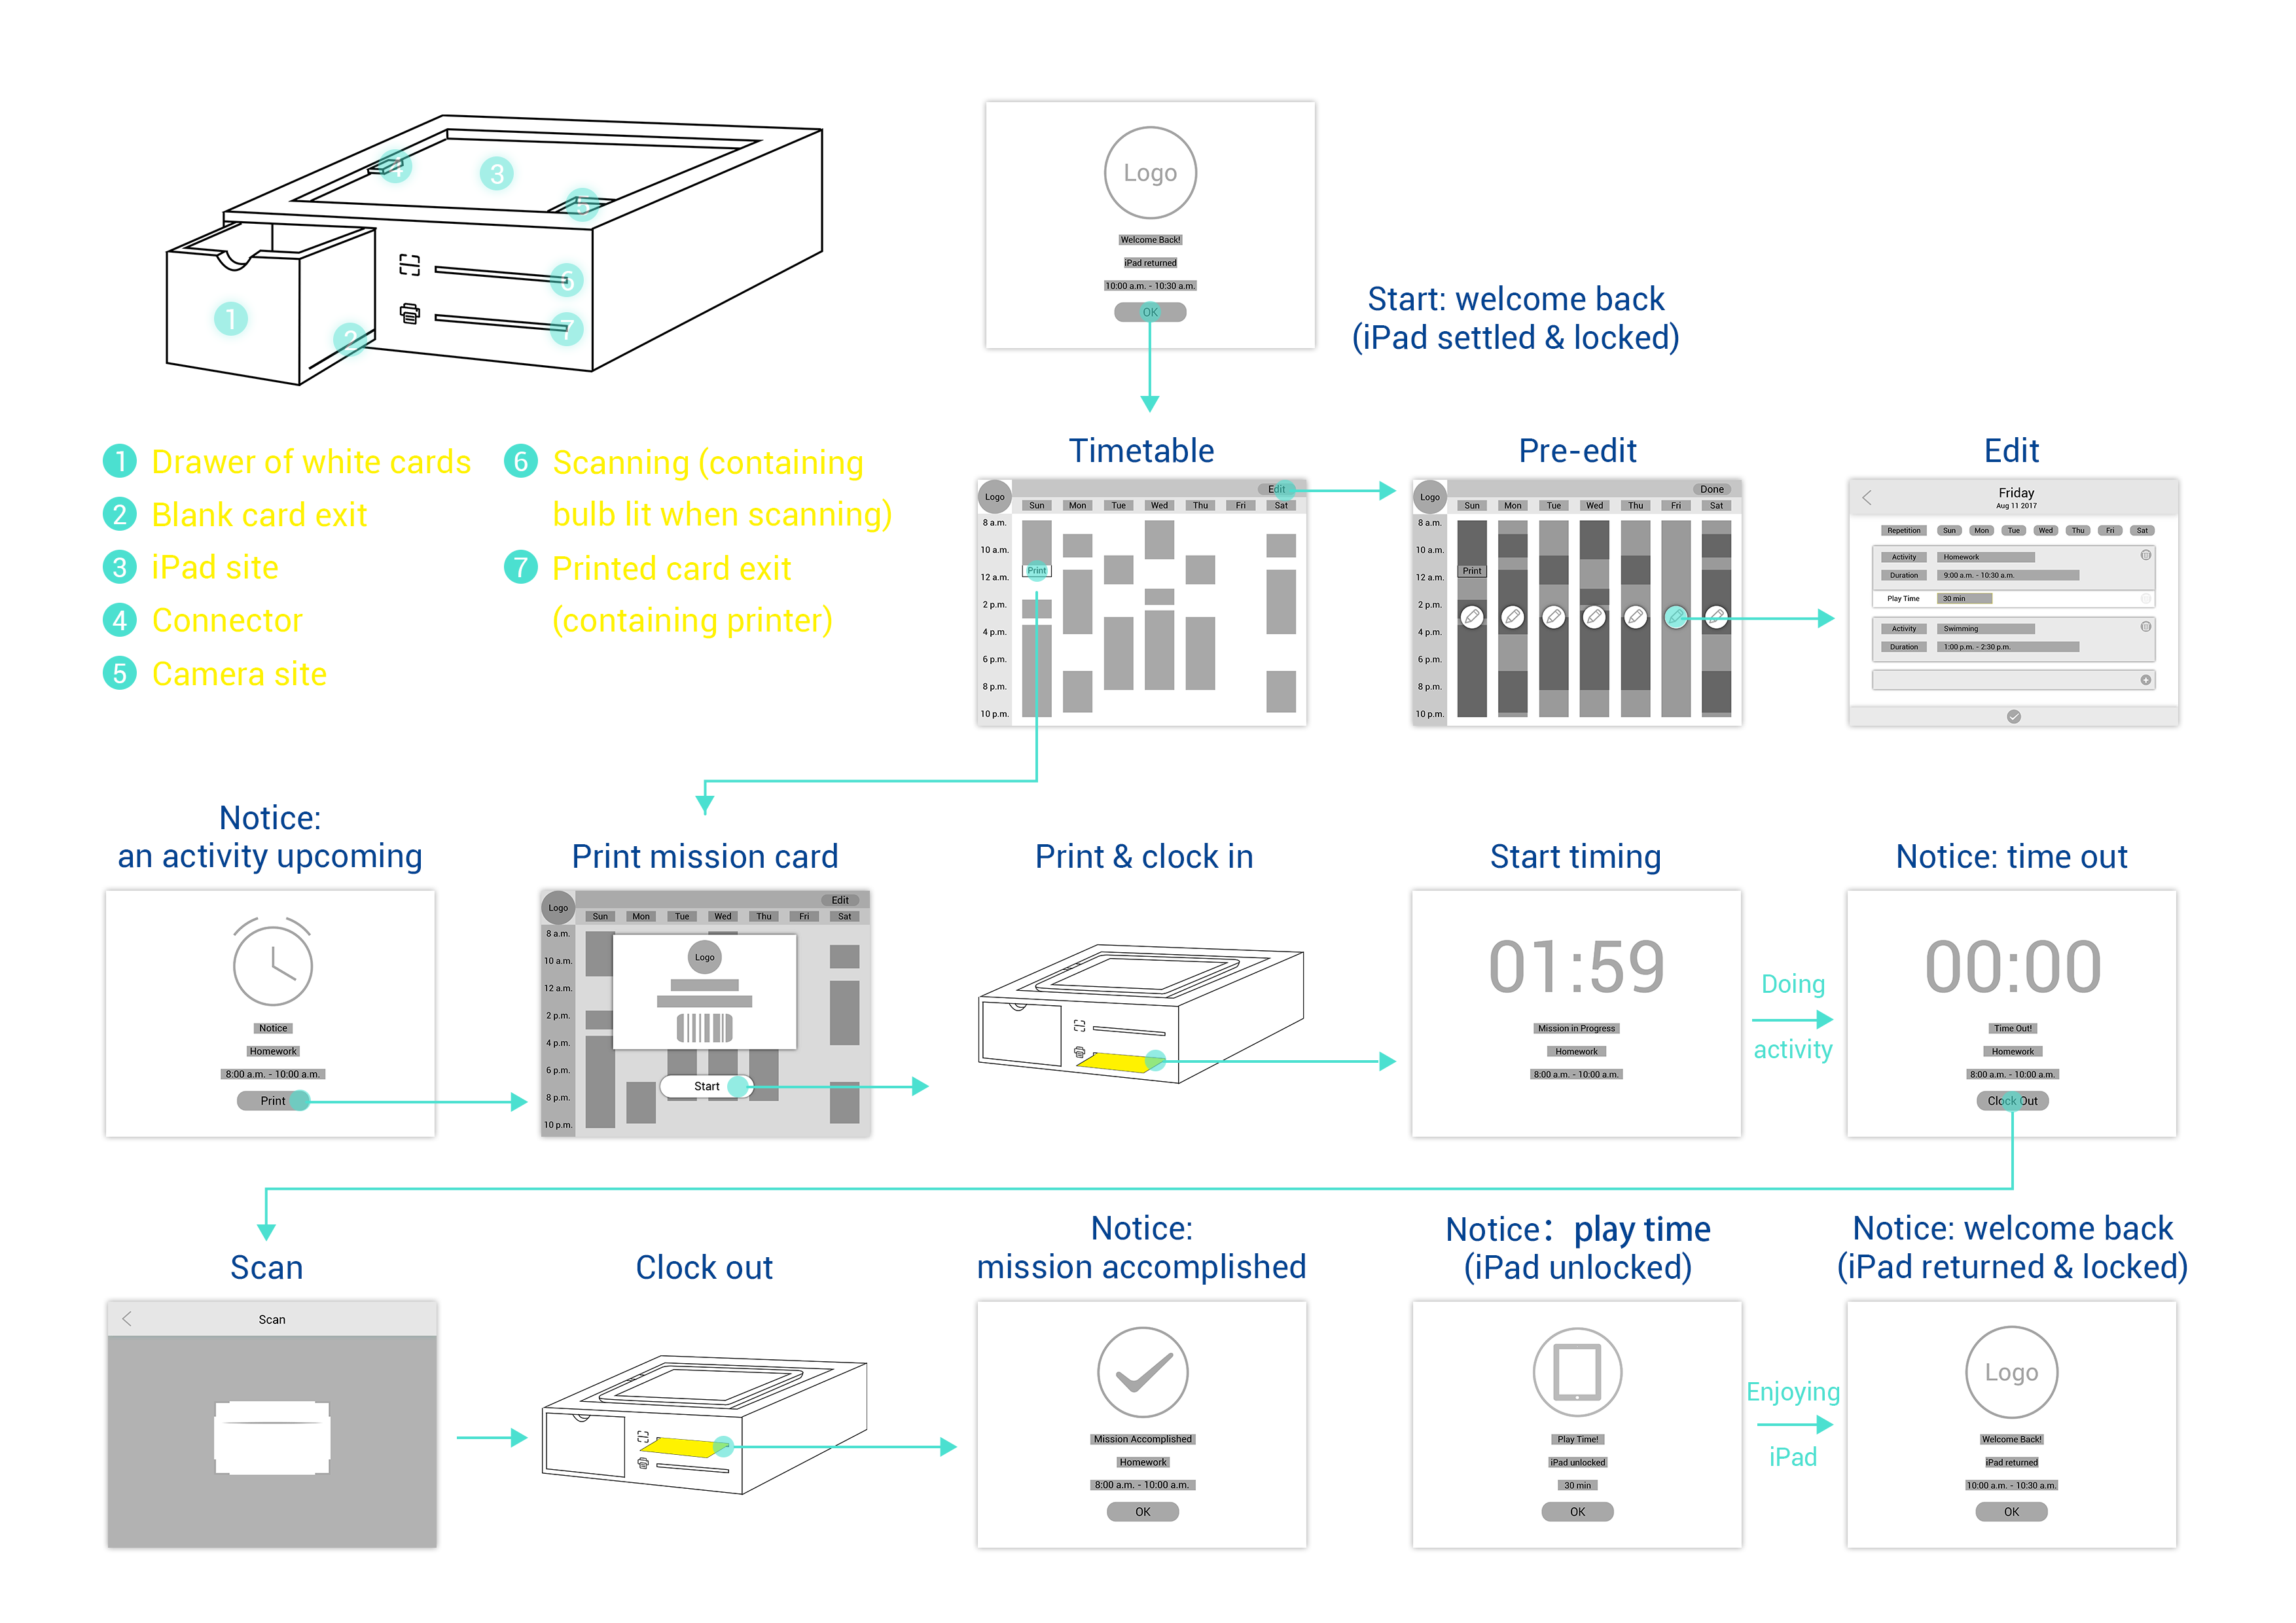 4
3
5
1
2
6
7
1 Drawer of white cards
2 Blank card exit
3 iPad site
4 Connector
5 Camera site
6 Scanning (containing
bulb lit when scanning)
7 Printed card exit
(containing printer)
Logo
Welcome Back!
iPad returned
10:00 a.m. - 10:30 a.m.
OK
Start: welcome back
(iPad settled & locked)
Timetable
Logo
Edit
Sun Mon Tue Wed Thu Fri Sat
8 a.m.
10 a.m.
Print
12 a.m.
2 p.m.
4 p.m.
6 p.m.
8 p.m.
10 p.m.
Pre-edit
Logo
Done
Sun Mon Tue Wed Thu Fri Sat
8 a.m.
10 a.m.
Print
12 a.m.
2 p.m.
4 p.m.
6 p.m.
8 p.m.
10 p.m.
Edit
Friday
Aug 11 2017
Repetition Sun Mon Tue Wed Thu Fri Sat
Activity Homework
Duration 9:00 a.m. - 10:30 a.m.
Play Time 30 min
Activity Swimming
Duration 1:00 p.m. - 2:30 p.m.
Notice:
an activity upcoming
Notice
Homework
8:00 a.m. - 10:00 a.m.
Print
Print mission card
Logo
Edit
Sun Mon Tue Wed Thu Fri Sat
8 a.m.
10 a.m.
12 a.m.
2 p.m.
4 p.m.
6 p.m.
8 p.m.
10 p.m.
Logo
Start
Print & clock in
Start timing
01:59
Mission in Progress
Homework
8:00 a.m. - 10:00 a.m.
Doing
activity
Notice: time out
00:00
Time Out!
Homework
8:00 a.m. - 10:00 a.m.
Clock Out
Scan
Scan
Clock out
Notice:
mission accomplished
Mission Accomplished
Homework
8:00 a.m. - 10:00 a.m.
OK
Notice：play time
(iPad unlocked)
Play Time!
iPad unlocked
30 min
OK
Enjoying
iPad
Notice: welcome back
(iPad returned & locked)
Logo
Welcome Back!
iPad returned
10:00 a.m. - 10:30 a.m.
OK